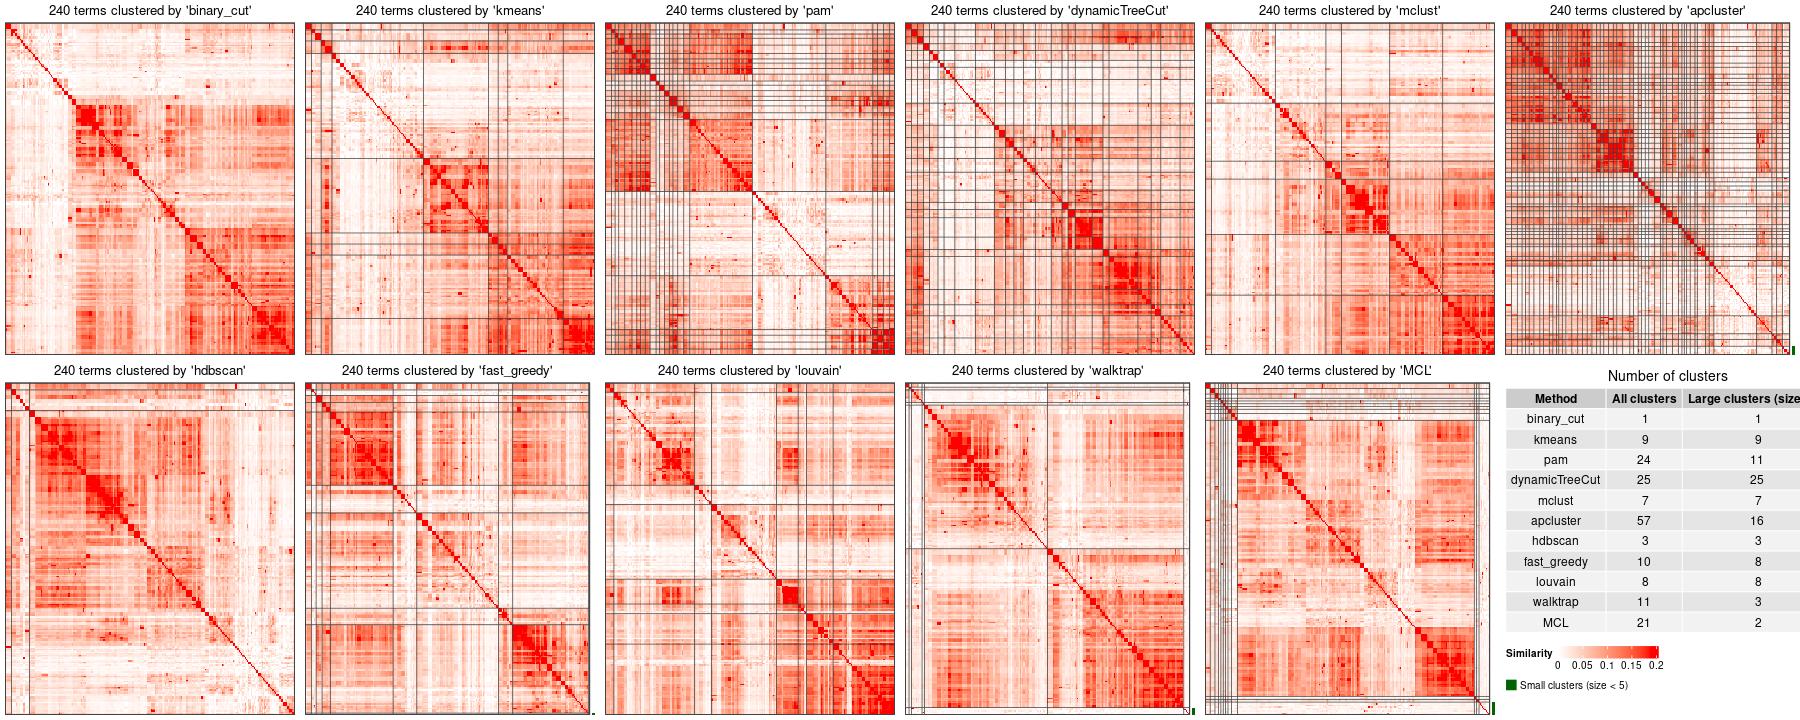 240 terms clustered by 'binary_cut'
240 terms clustered by 'kmeans'
240 terms clustered by 'pam'
240 terms clustered by 'dynamicTreeCut'
240 terms clustered by 'mclust'
240 terms clustered by 'apcluster'
240 terms clustered by 'hdbscan'
240 terms clustered by 'fast_greedy'
240 terms clustered by 'louvain'
240 terms clustered by 'walktrap'
240 terms clustered by 'MCL'
Number of clusters
Method All clusters Large clusters (size
binary_cut 1 1
kmeans 9 9
pam 24 11
dynamicTreeCut 25 25
mclust 7 7
apcluster 57 16
hdbscan 3 3
fast_greedy 10 8
louvain 8 8
walktrap 11 3
MCL 21 2
Similarity
0 0.05 0.1 0.15 0.2
Small clusters (size < 5)